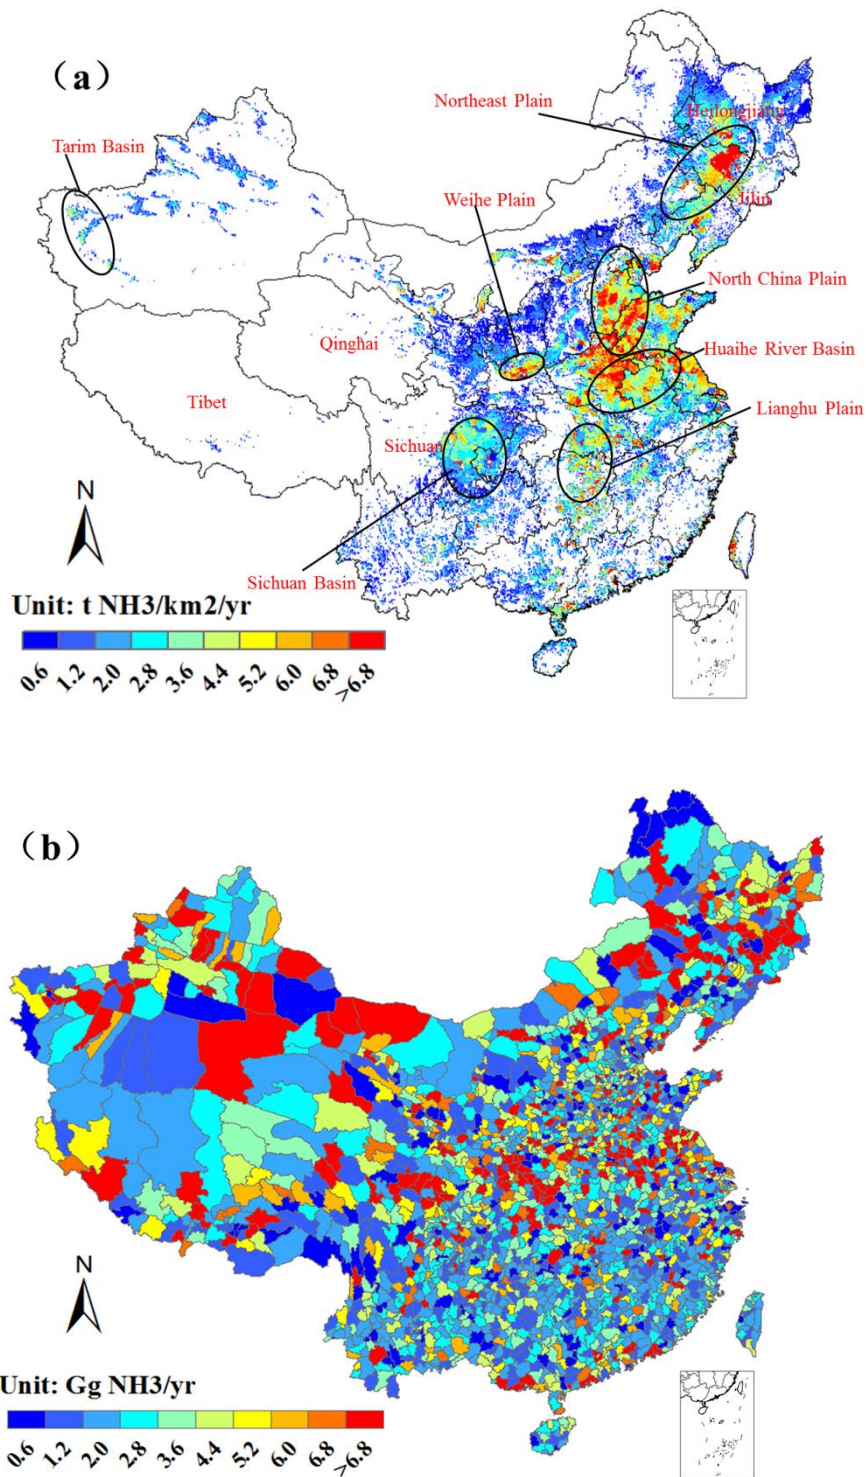 （a）
Northeast Plain
Heilongjiang
Tarim Basin
Weihe Plain
Jilin
North China Plain
Qinghai
Huaihe River Basin
Tibet
Lianghu Plain
Sichuan
N
Sichuan Basin
Unit: t NH3/km2/yr
0.6 1.2 2.0 2.8 3.6 4.4 5.2 6.0 6.8 >6.8
（b）
N
Unit: Gg NH3/yr
0.6 1.2 2.0 2.8 3.6 4.4 5.2 6.0 6.8 >6.8